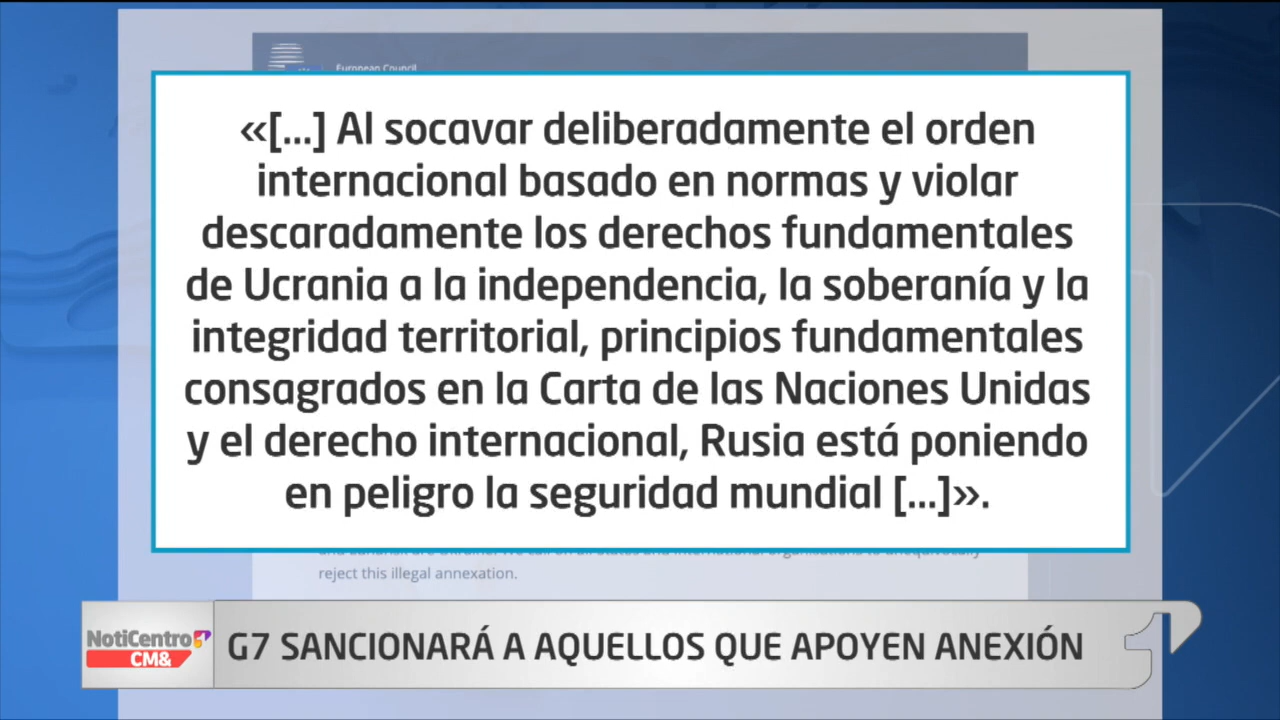 European Council
«[...] Al socavar deliberadamente el orden
internacional basado en normas y violar
descaradamente los derechos fundamentales
de Ucrania a la independencia, la soberanía y la
integridad territorial, principios fundamentales
consagrados en la Carta de las Naciones Unidas
y el derecho internacional, Rusia está poniendo
en peligro la seguridad mundial [...]».
reject this illegal annexation.
NotiCentro 1
CM&
G7 SANCIONARÁ A AQUELLOS QUE APOYEN ANEXIÓN
1